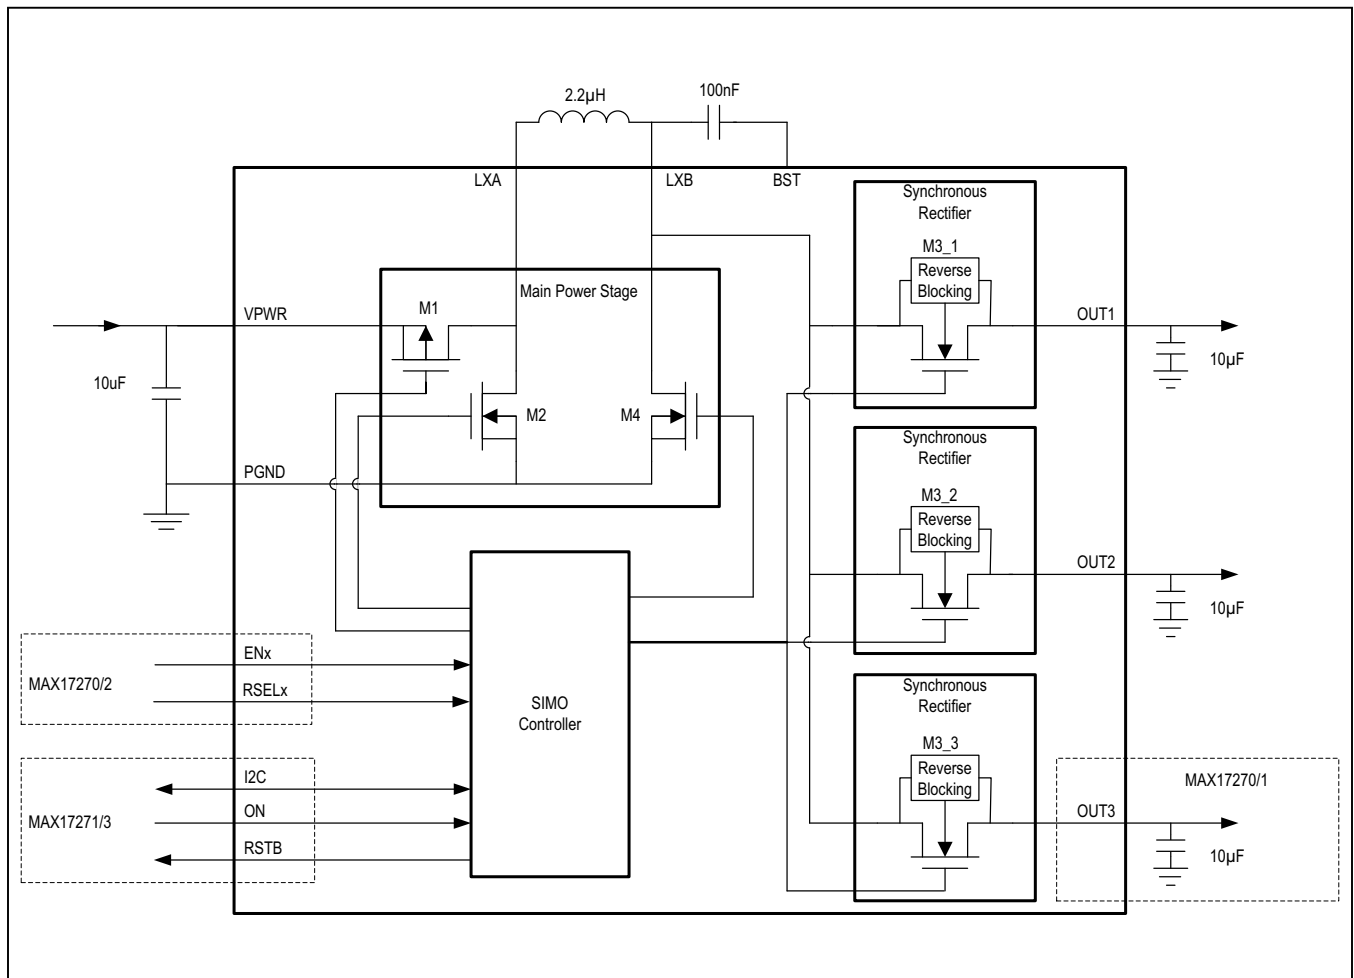 2.2µH
100nF
LXA
LXB
BST
Synchronous
Rectifier
M3_1
Reverse
Blocking
Main Power Stage
VPWR
M1
OUT1
10µF
10uF
M2
M4
PGND
Synchronous
Rectifier
M3_2
Reverse
Blocking
OUT2
10µF
ENx
MAX17270/2
RSELx
SIMO
Controller
Synchronous
Rectifier
M3_3
Reverse
Blocking
I2C
MAX17271/3
ON
RSTB
MAX17270/1
OUT3
10µF